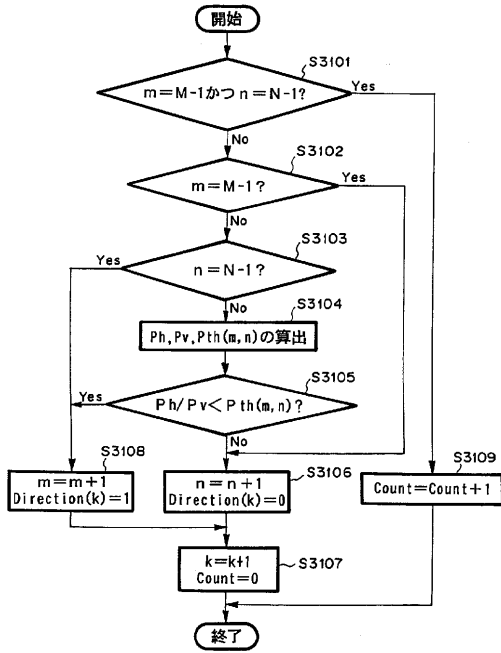 開始
S3101
m=M-1かつn=N-1?
Yes
No
S3102
m=M-1?
Yes
No
S3103
n=N-1?
Yes
No
S3104
Ph,Pv,Pth(m,n)の算出
S3105
Ph/Pv<Pth(m,n)?
Yes
No
S3108
m=m+1
Direction(k)=1
S3106
n=n+1
Direction(k)=0
S3109
Count=Count+1
S3107
k=k+1
Count=0
終了